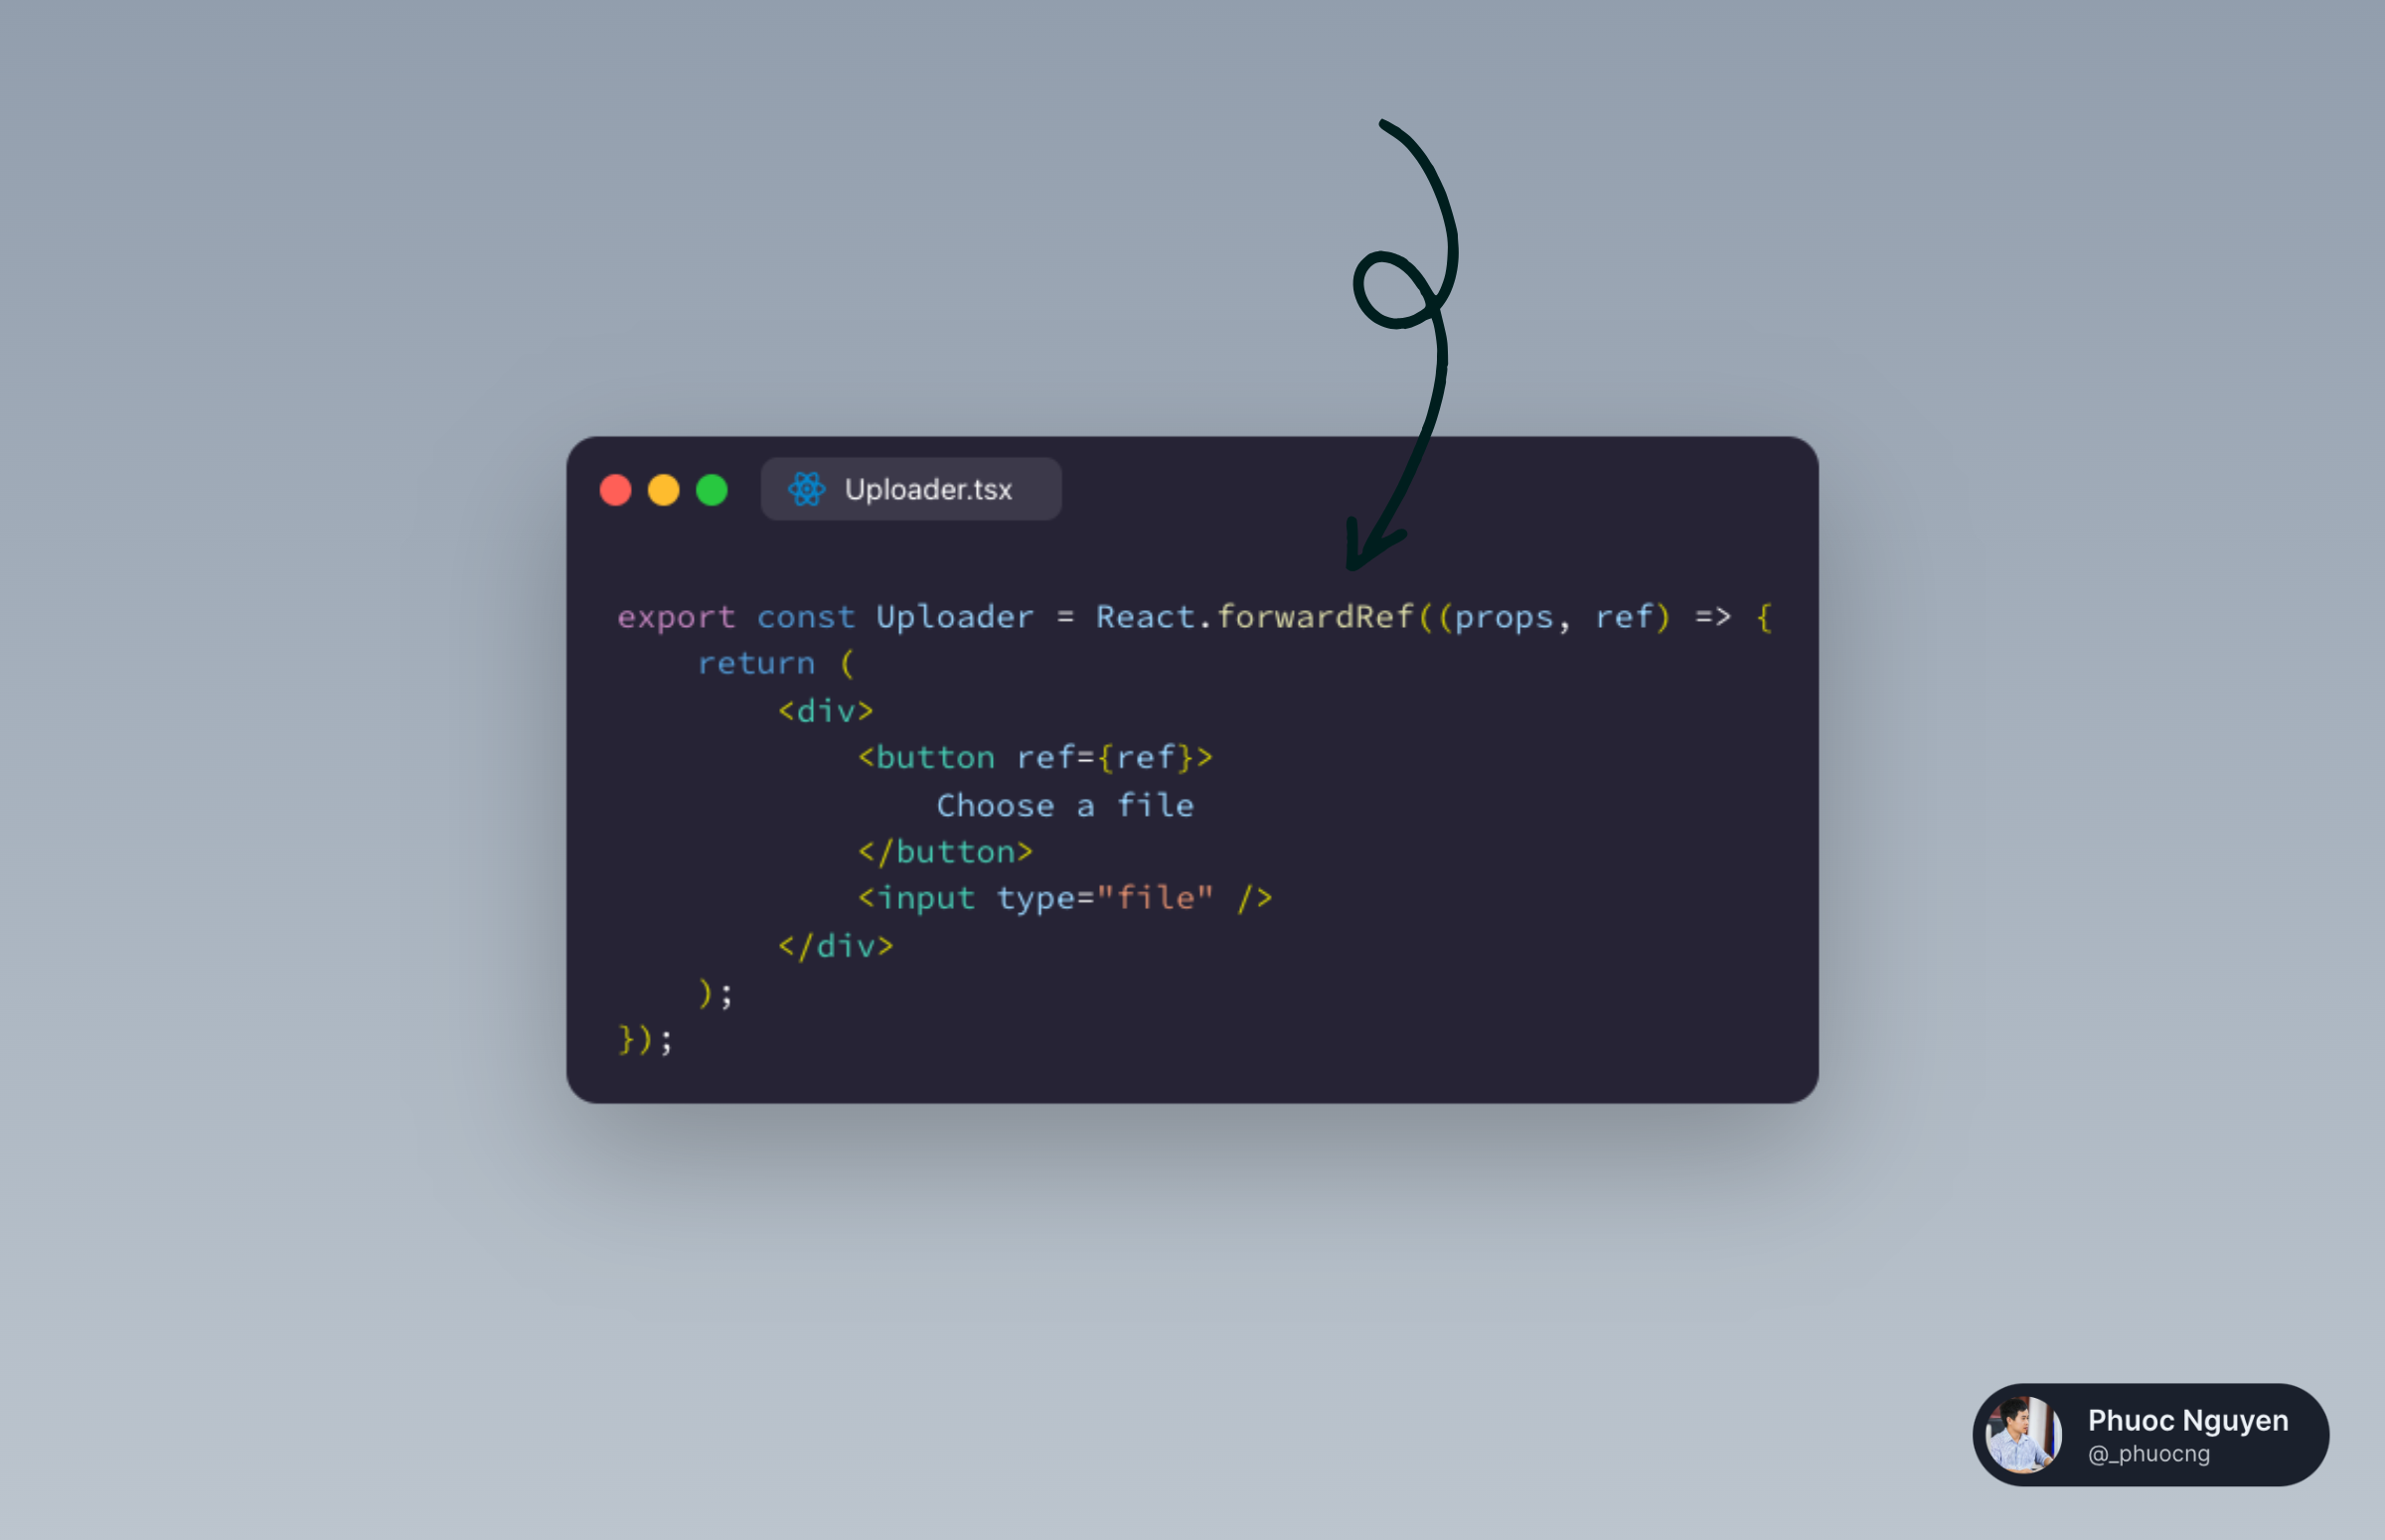 Uploader.tsx
export const Uploader = React.forwardRef((props, ref) => {
    return (
        <div>
            <button ref={ref}>
                Choose a file
            </button>
            <input type="file" />
        </div>
    );
});
Phuoc Nguyen
@_phuocng